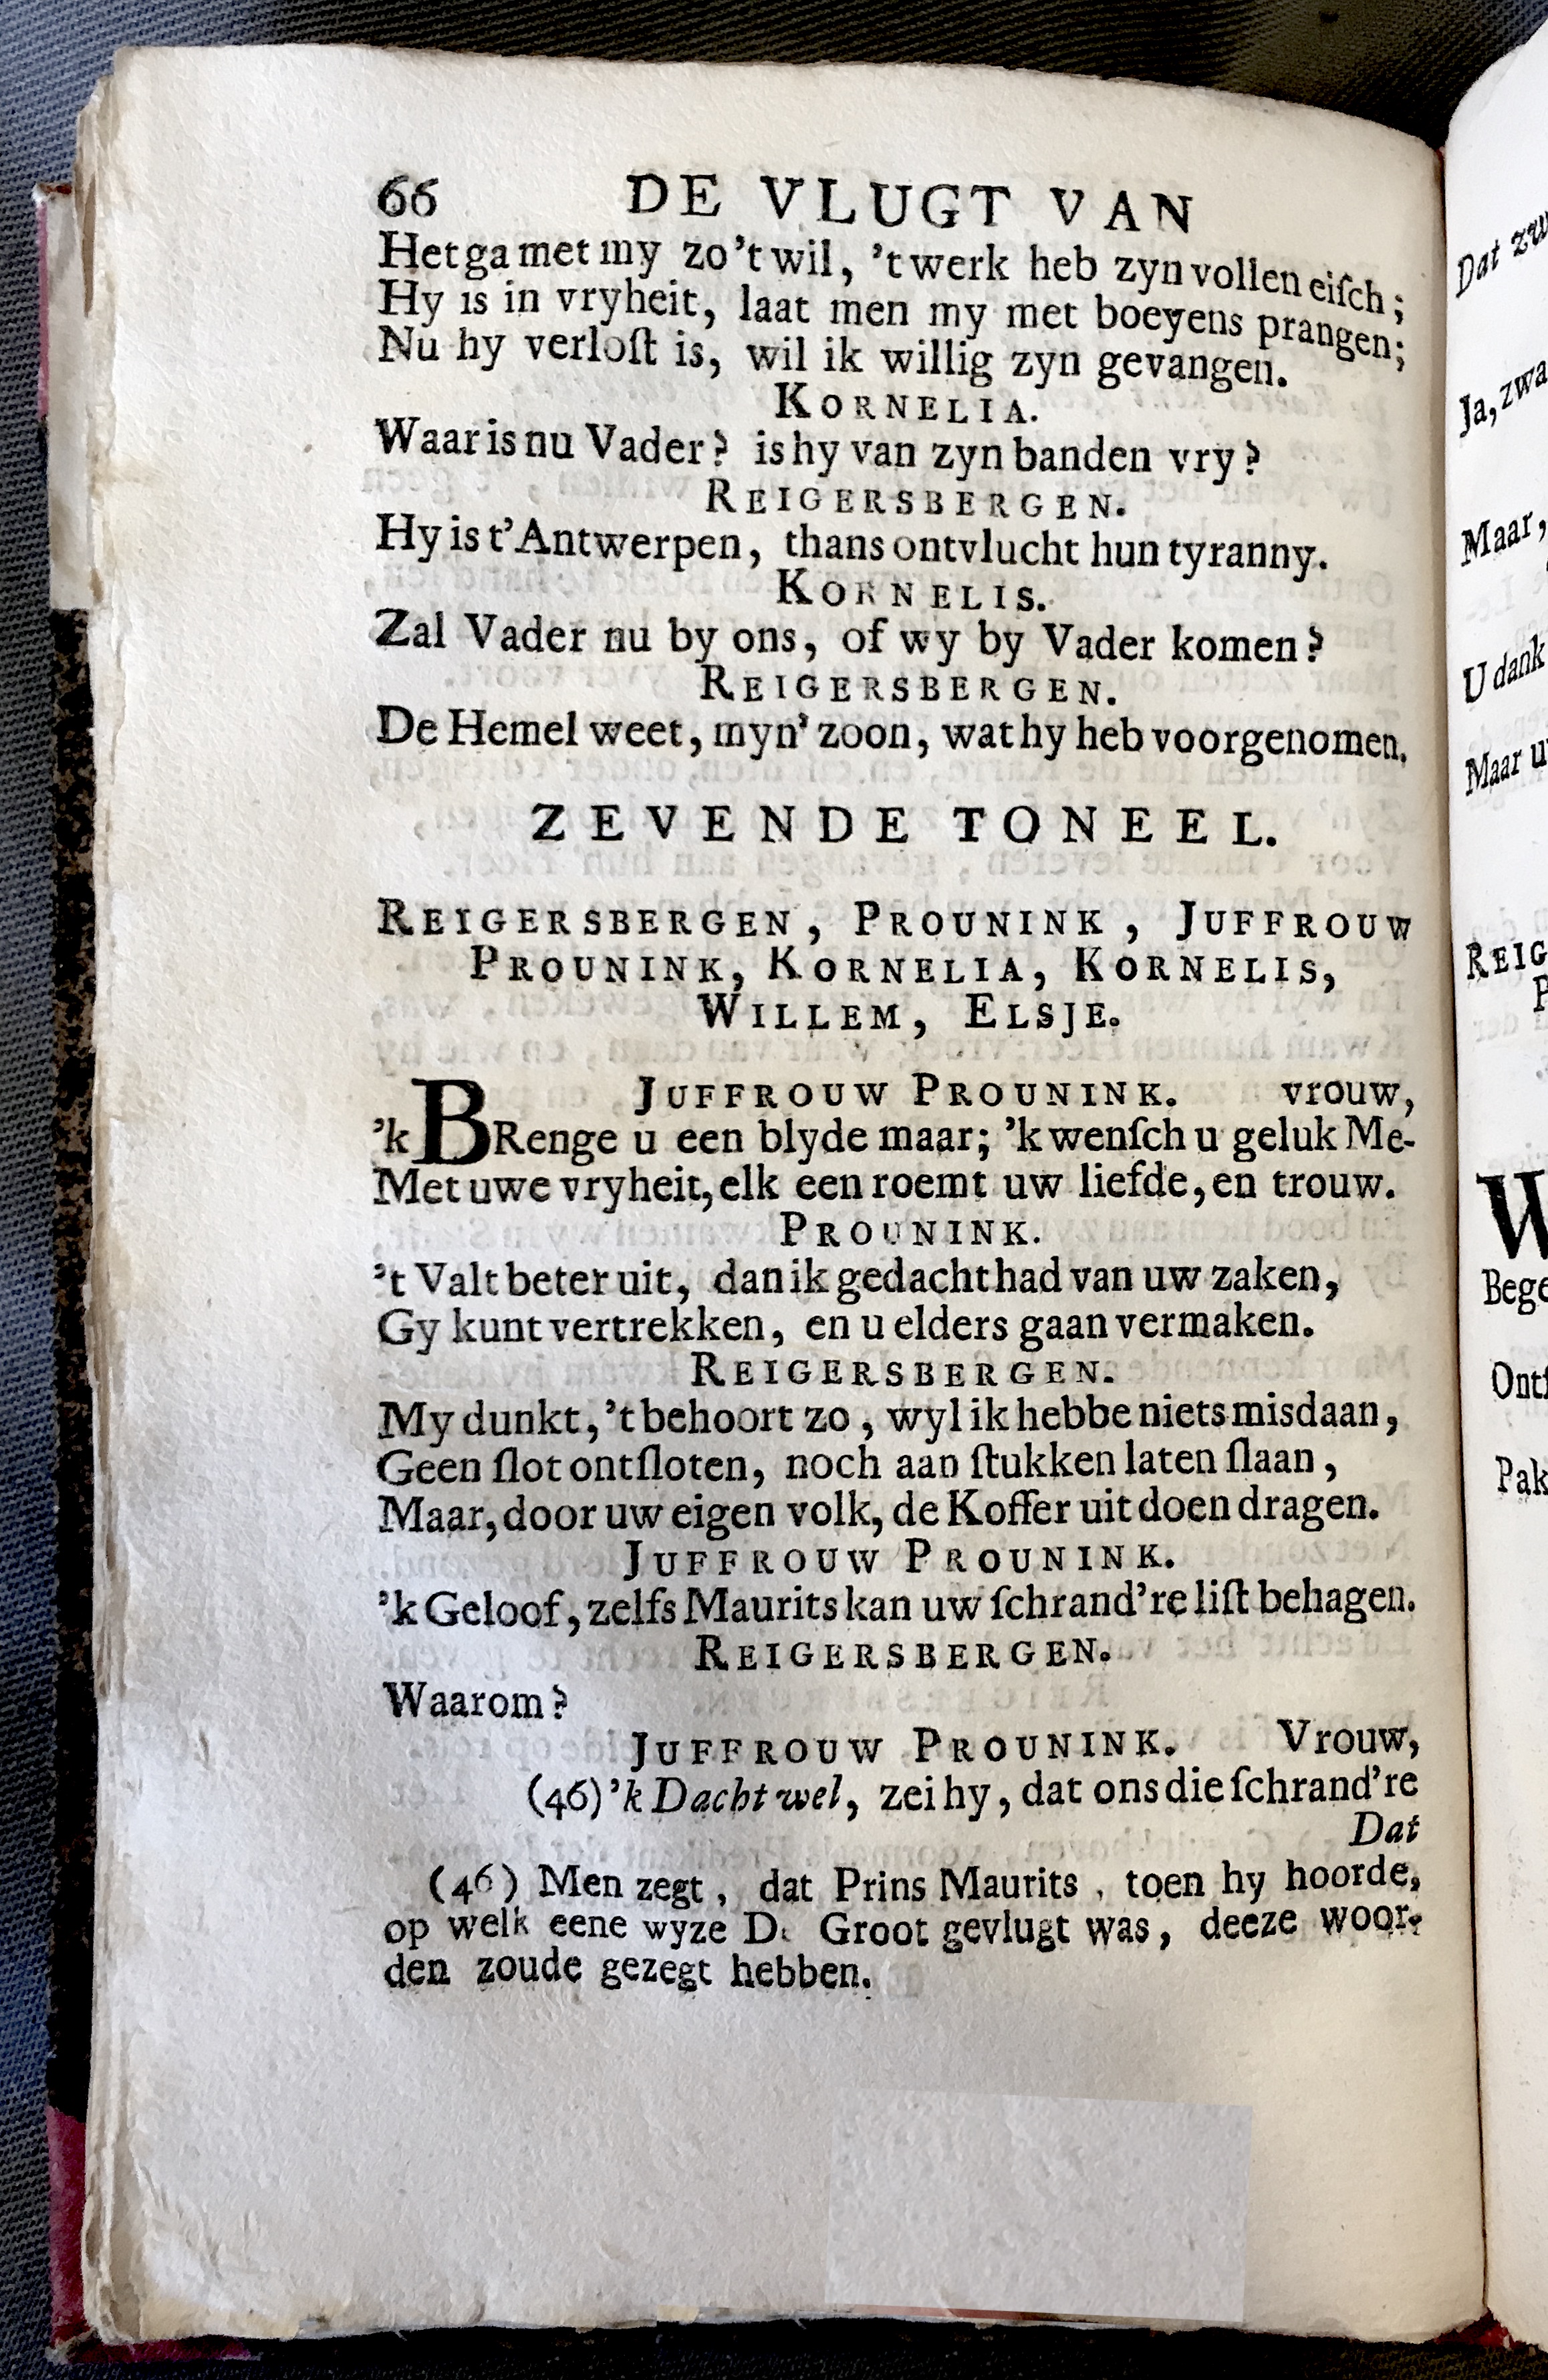 66 DE VLUGT VAN
Het ga met my zo 't wil, 't werk heb zyn vollen eiſch;
Hy is in vryheit, laat men my met boeyens prangen;
Nu hy verloſt is, wil ik willig zyn gevangen.
KORNELIA.
Waar is nu Vader? is hy van zyn banden vry?
REIGERSBERGEN.
Hy is t'Antwerpen, thans ontvlucht hun tyranny.
KORNELIS.
Zal Vader nu by ons, of wy by Vader komen?
REIGERSBERGEN.
De Hemel weet, myn' zoon, wat hy heb voorgenomen.
ZEVENDE TONEEL.
REIGERSBERGEN, PROUNINK, JUFFROUW
PROUNINK, KORNELIA, KORNELIS,
WILLEM, ELSJE.
JUFFROUW PROUNINK. vrouw,
'k BRenge u een blyde maar; 'k wenſch u geluk Me-
Met uwe vryheit, elk een roemt uw liefde, en trouw.
PROUNINK.
't Valt beter uit, dan ik gedacht had van uw zaken,
Gy kunt vertrekken, en u elders gaan vermaken.
REIGERSBERGEN.
My dunkt, 't behoort zo, wyl ik hebbe niets misdaan,
Geen ſlot ontſloten, noch aan ſtukken laten ſlaan,
Maar, door uw eigen volk, de Koffer uit doen dragen.
JUFFROUW PROUNINK.
'k Geloof, zelfs Maurits kan uw ſchrand're liſt behagen.
REIGERSBERGEN.
Waarom?
JUFFROUW PROUNINK. Vrouw,
(46) 'k Dacht wel, zei hy, dat ons die ſchrand're
Dat
(46) Men zegt, dat Prins Maurits, toen hy hoorde,
op welk eene wyze De Groot gevlugt was, deeze woor-
den zoude gezegt hebben.
Dat
Ja, zwa
Maar,
U dank
Maar u
REIG
P
W
Bege
Ont
Pak